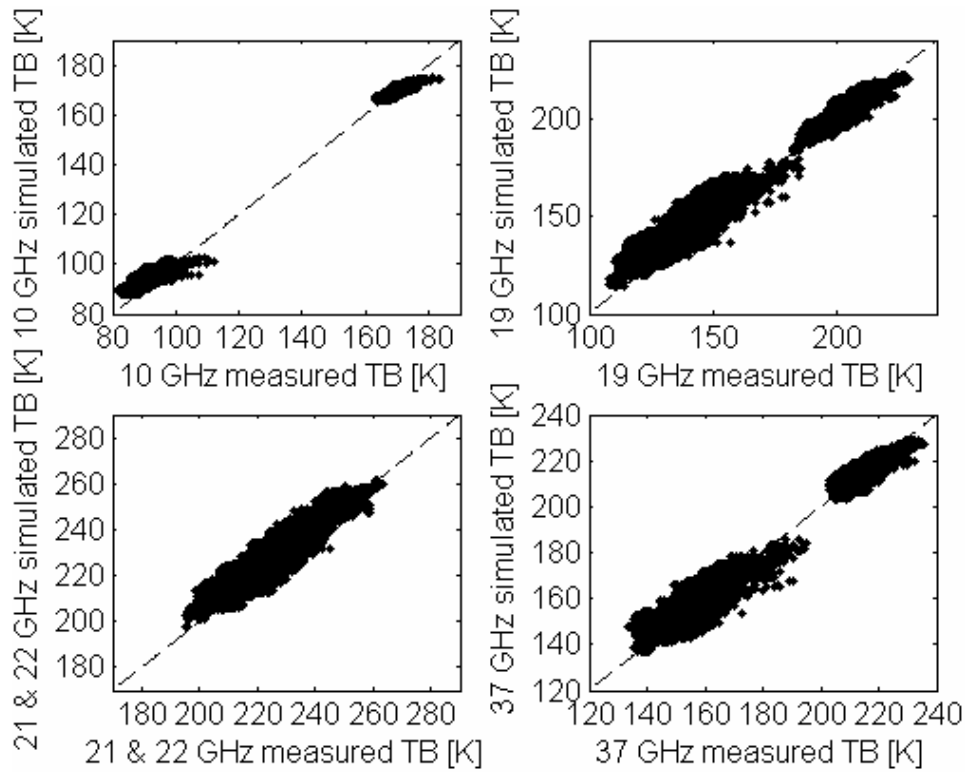 10 GHz simulated TB [K]
180
160
140
120
100
80
80 100 120 140 160 180
10 GHz measured TB [K]
19 GHz simulated TB [K]
200
150
100
100 150 200
19 GHz measured TB [K]
21 & 22 GHz simulated TB [K]
280
260
240
220
200
180
180 200 220 240 260 280
21 & 22 GHz measured TB [K]
37 GHz simulated TB [K]
240
220
200
180
160
140
120
120 140 160 180 200 220 240
37 GHz measured TB [K]